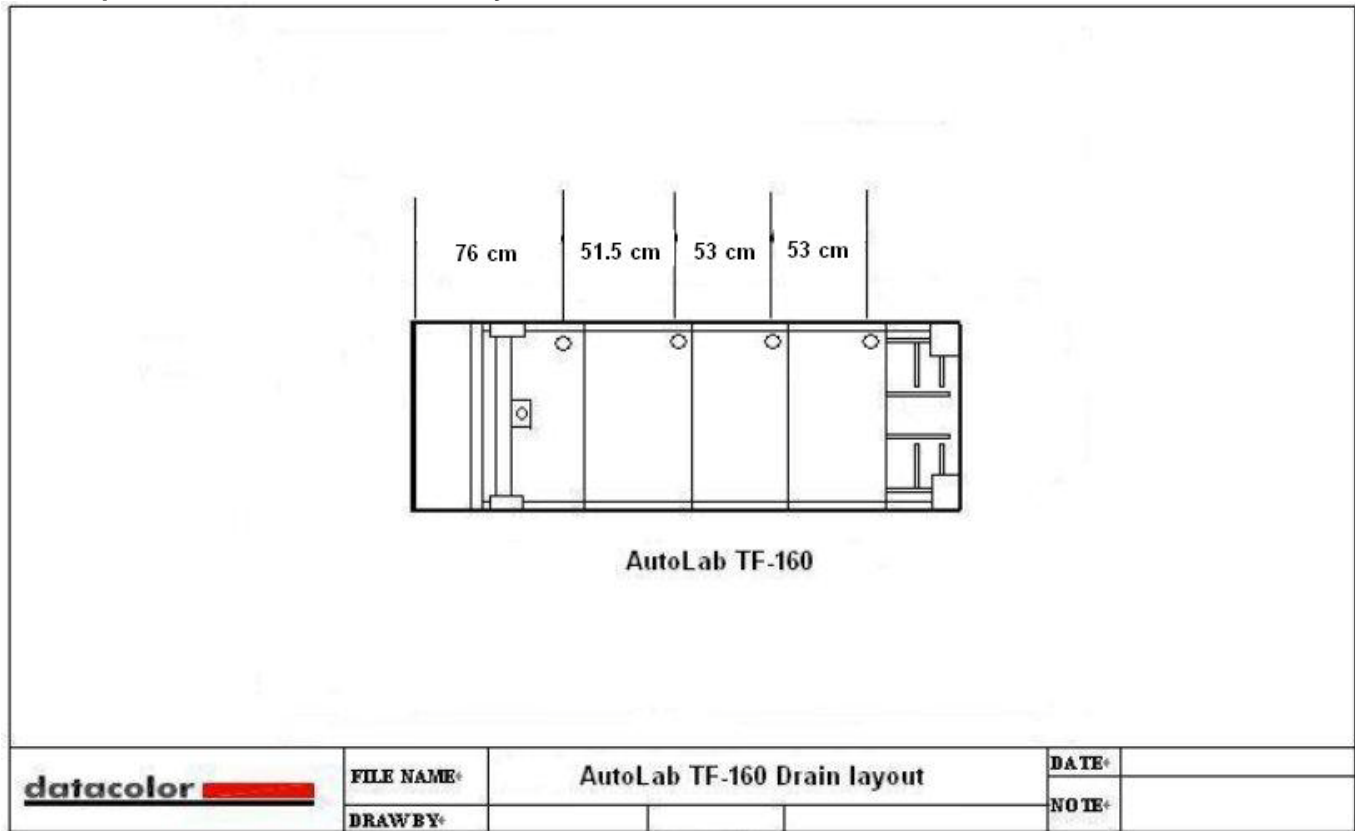 76 cm 51.5 cm 53 cm 53 cm
AutoLab TF-160
datacolor
FILE NAME
AutoLab TF-160 Drain layout
DATE
NOTE
DRAW BY